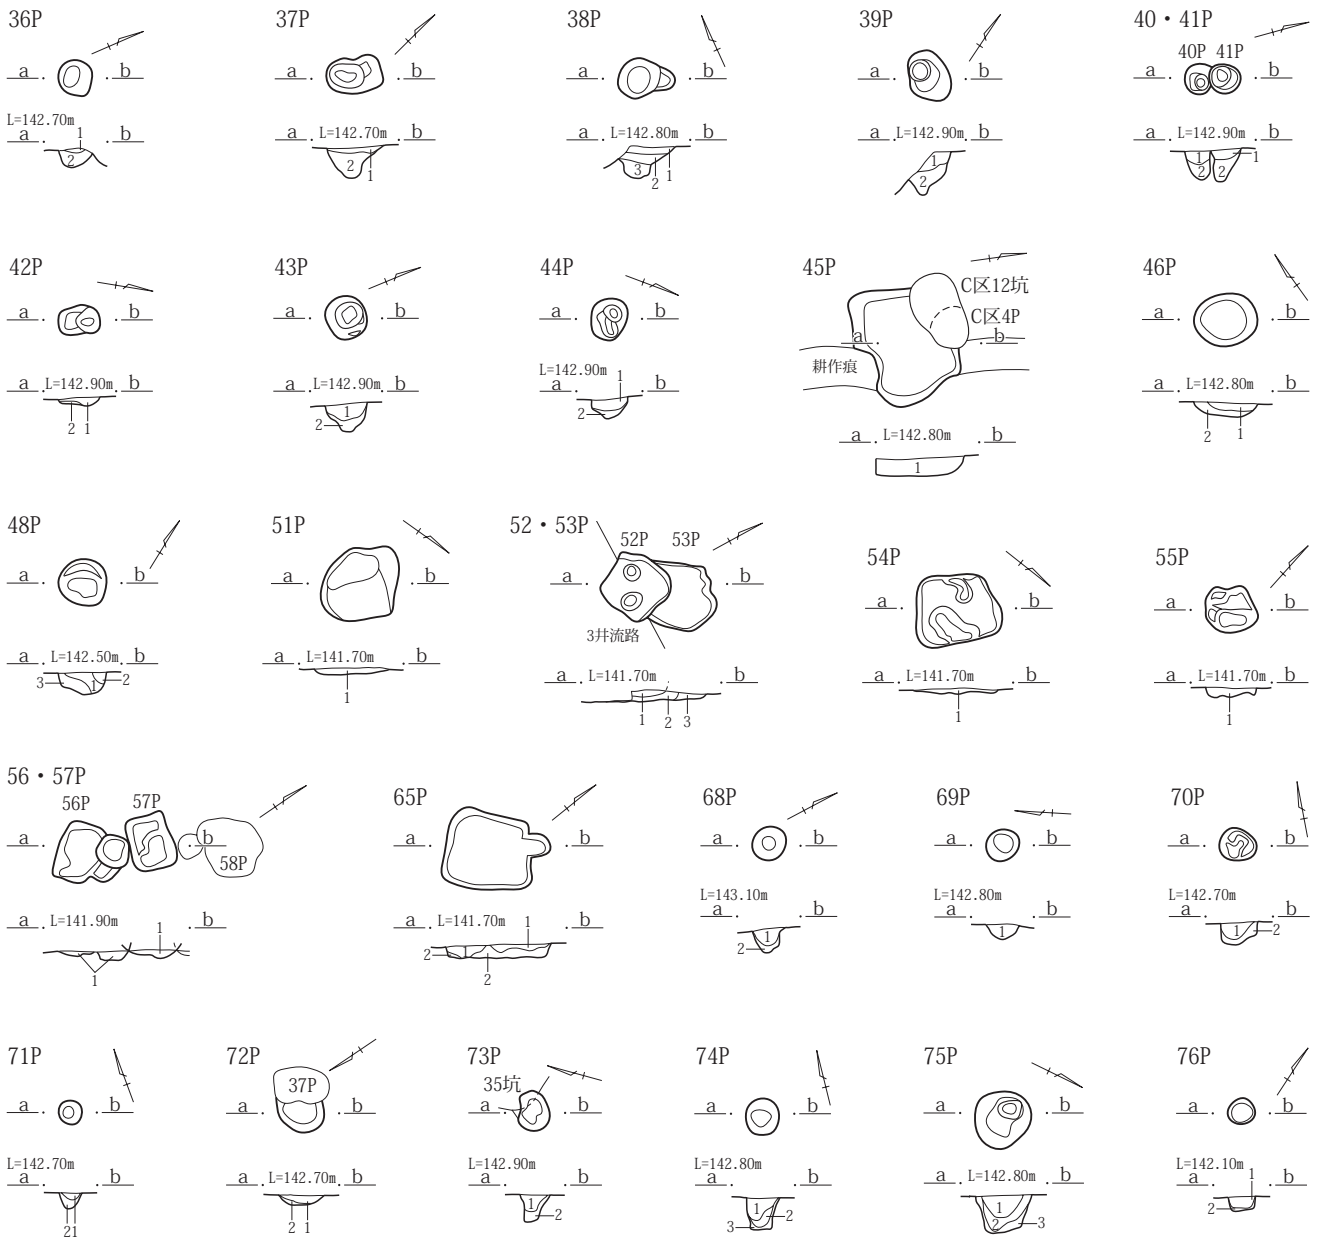 36P
a b
L=142.70m
a b
1
2
37P
a b
a L=142.70m b
2
1
38P
a b
a L=142.80m b
3
2 1
39P
a b
a L=142.90m b
1
2
40・41P
40P 41P
a b
a L=142.90m b
1 1
2 2
42P
a b
a L=142.90m b
2 1
43P
a b
a L=142.90m b
1
2
44P
a b
L=142.90m
a b
1
2
45P
C区12坑
C区4P
a b
耕作痕
a L=142.80m b
1
46P
a b
a L=142.80m b
2 1
48P
a b
a L=142.50m b
3 1 2
51P
a b
a L=141.70m b
1
52・53P
52P 53P
a b
3井流路
a L=141.70m b
1 2 3
54P
a b
a L=141.70m b
1
55P
a b
a L=141.70m b
1
56・57P
56P 57P
a b
58P
a L=141.90m b
1
1
65P
a b
a L=141.70m b
1
2
2
68P
a b
L=143.10m
a b
1
2
69P
a b
L=142.80m
a b
1
70P
a b
L=142.70m
a b
1 2
71P
a b
L=142.70m
a b
21
72P
37P
a b
a L=142.70m b
2 1
73P
35坑
a b
L=142.90m
a b
1
2
74P
a b
L=142.80m
a b
1
3 2
75P
a b
a L=142.80m b
1
2 3
76P
a b
L=142.10m
a b
1
2